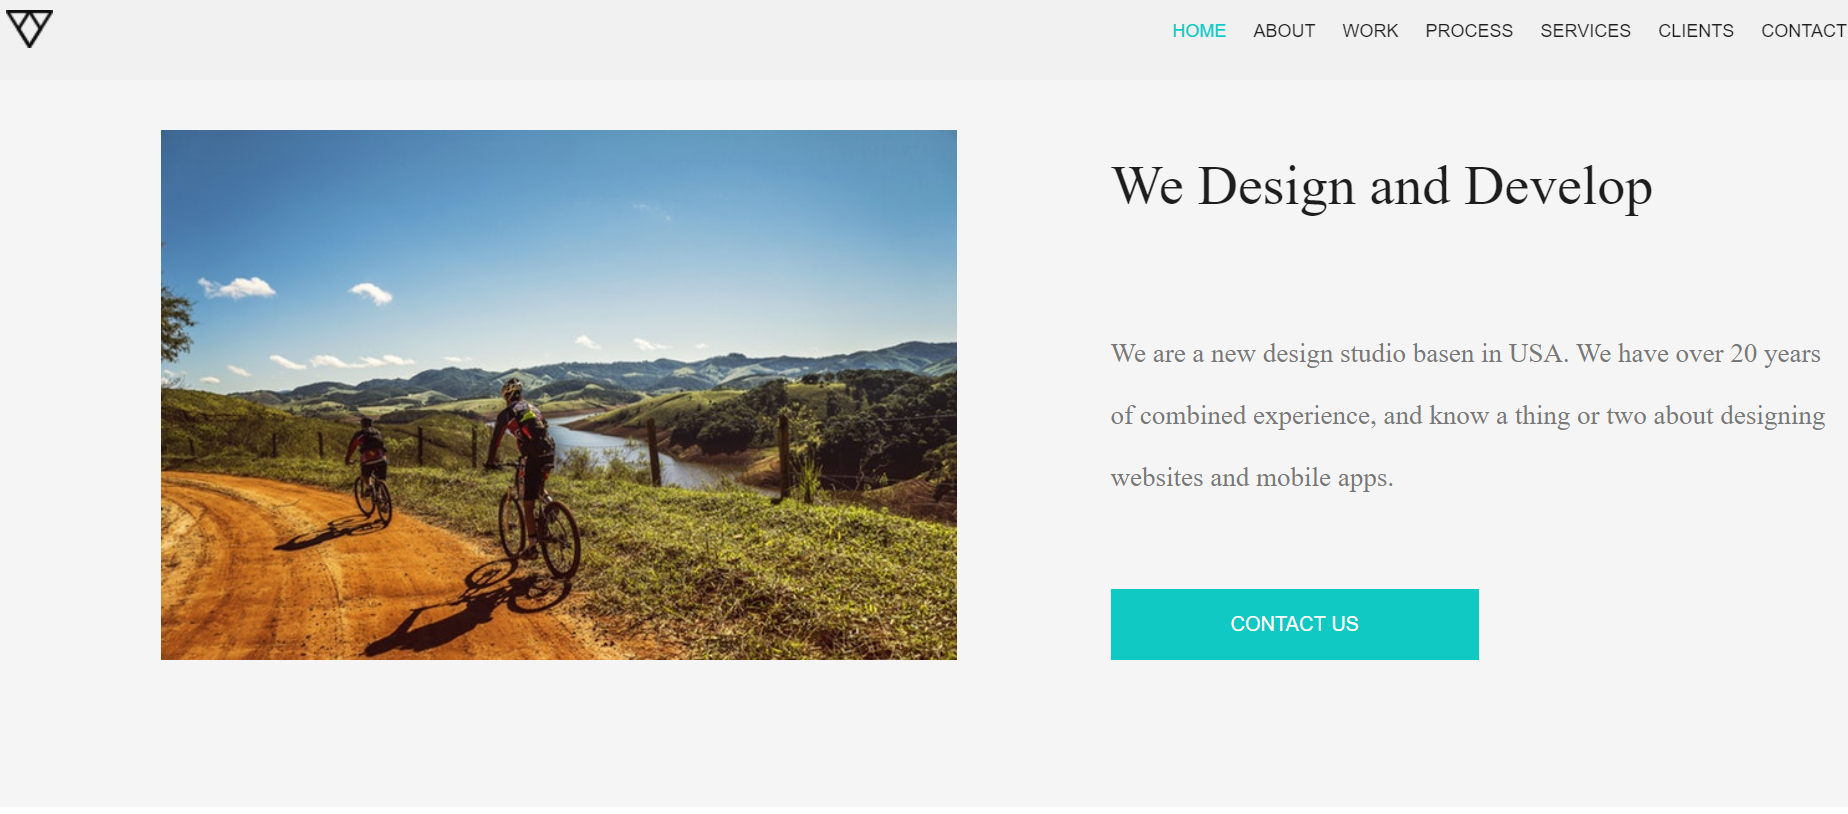 HOME ABOUT WORK PROCESS SERVICES CLIENTS CONTACT
We Design and Develop
We are a new design studio basen in USA. We have over 20 years
of combined experience, and know a thing or two about designing
websites and mobile apps.
CONTACT US